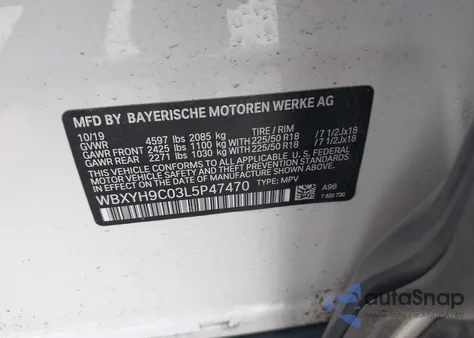 MFD BY BAYERISCHE MOTOREN WERKE AG
10/19 TIRE / RIM
GVWR 4597 lbs 2085 kg
GAWR FRONT 2425 lbs 1100 KG WITH 225/50 R18 / 7 1/2Jx18
GAWR REAR 2271 lbs 1030 KG WITH 225/50 R18 / 7 1/2Jx18
THIS VEHICLE CONFORMS TO ALL APPLICABLE U.S. FEDERAL
MOTOR VEHICLE SAFETY
STANDARDS IN EFFECT ON THE DATE OF MANUFACTURE SHOWN ABOVE.
WBXYH9C03L5P47470 TYPE: MPV A96
7 320 730
autoSnap